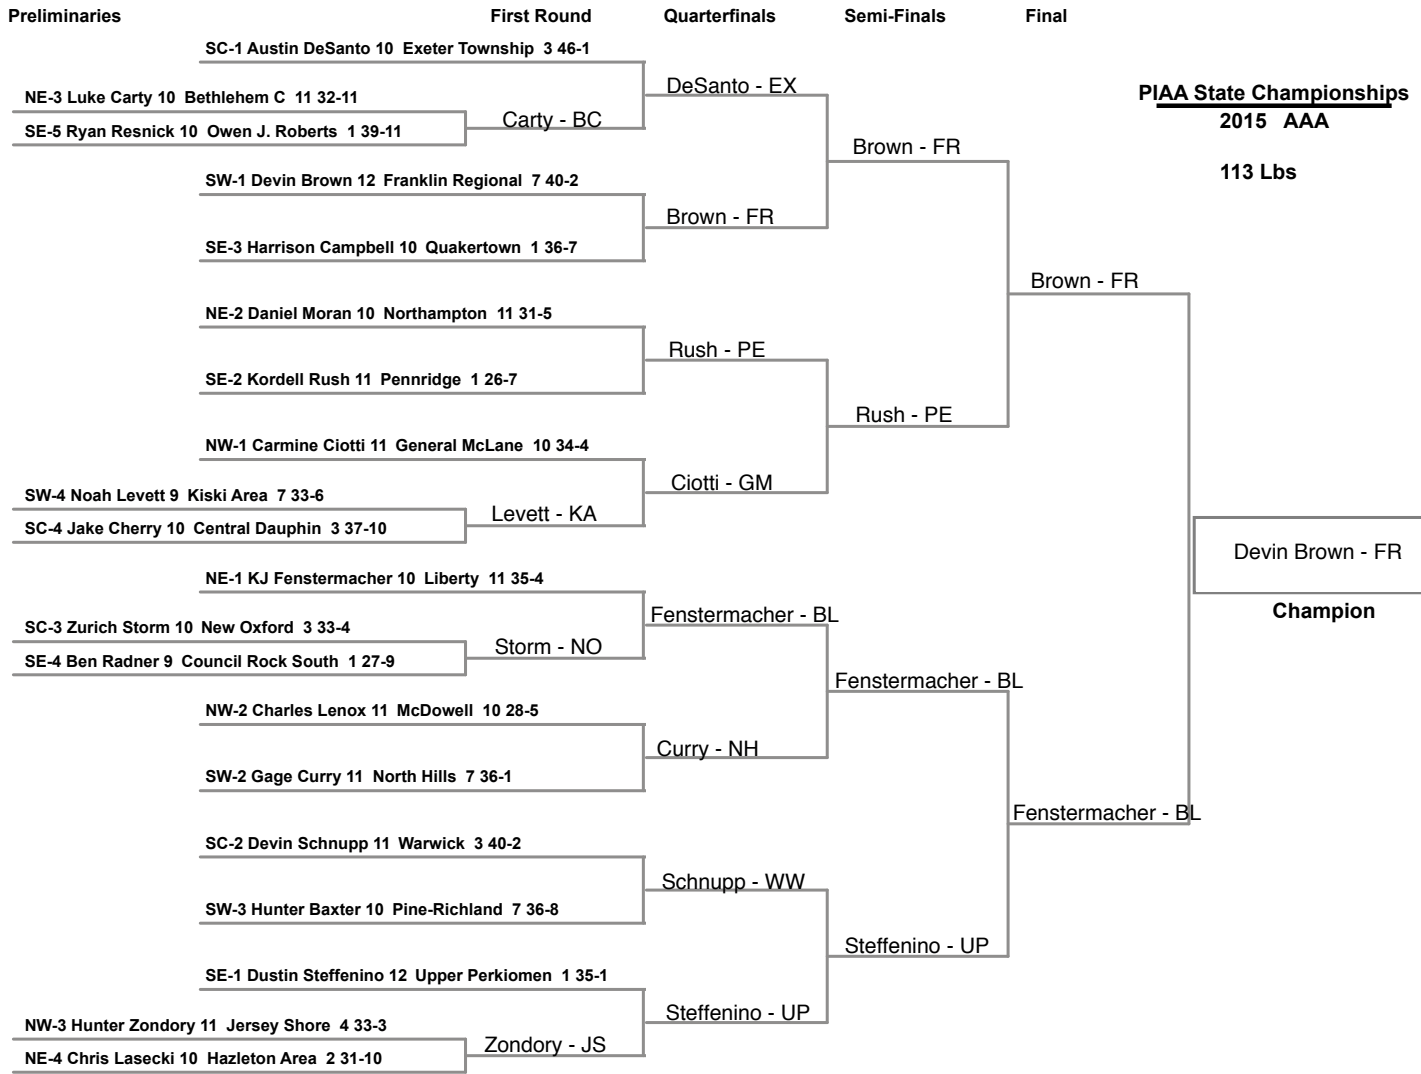 Preliminaries First Round Quarterfinals Semi-Finals Final
SC-1 Austin DeSanto 10 Exeter Township 3 46-1
DeSanto - EX
PIAA State Championships
NE-3 Luke Carty 10 Bethlehem C 11 32-11
Carty - BC
2015 AAA
SE-5 Ryan Resnick 10 Owen J. Roberts 1 39-11
Brown - FR
113 Lbs
SW-1 Devin Brown 12 Franklin Regional 7 40-2
Brown - FR
SE-3 Harrison Campbell 10 Quakertown 1 36-7
Brown - FR
NE-2 Daniel Moran 10 Northampton 11 31-5
Rush - PE
SE-2 Kordell Rush 11 Pennridge 1 26-7
Rush - PE
NW-1 Carmine Ciotti 11 General McLane 10 34-4
Ciotti - GM
SW-4 Noah Levett 9 Kiski Area 7 33-6
Levett - KA
SC-4 Jake Cherry 10 Central Dauphin 3 37-10
Devin Brown - FR
NE-1 KJ Fenstermacher 10 Liberty 11 35-4
Champion
Fenstermacher - BL
SC-3 Zurich Storm 10 New Oxford 3 33-4
Storm - NO
SE-4 Ben Radner 9 Council Rock South 1 27-9
Fenstermacher - BL
NW-2 Charles Lenox 11 McDowell 10 28-5
Curry - NH
SW-2 Gage Curry 11 North Hills 7 36-1
Fenstermacher - BL
SC-2 Devin Schnupp 11 Warwick 3 40-2
Schnupp - WW
SW-3 Hunter Baxter 10 Pine-Richland 7 36-8
Steffenino - UP
SE-1 Dustin Steffenino 12 Upper Perkiomen 1 35-1
Steffenino - UP
NW-3 Hunter Zondory 11 Jersey Shore 4 33-3
Zondory - JS
NE-4 Chris Lasecki 10 Hazleton Area 2 31-10